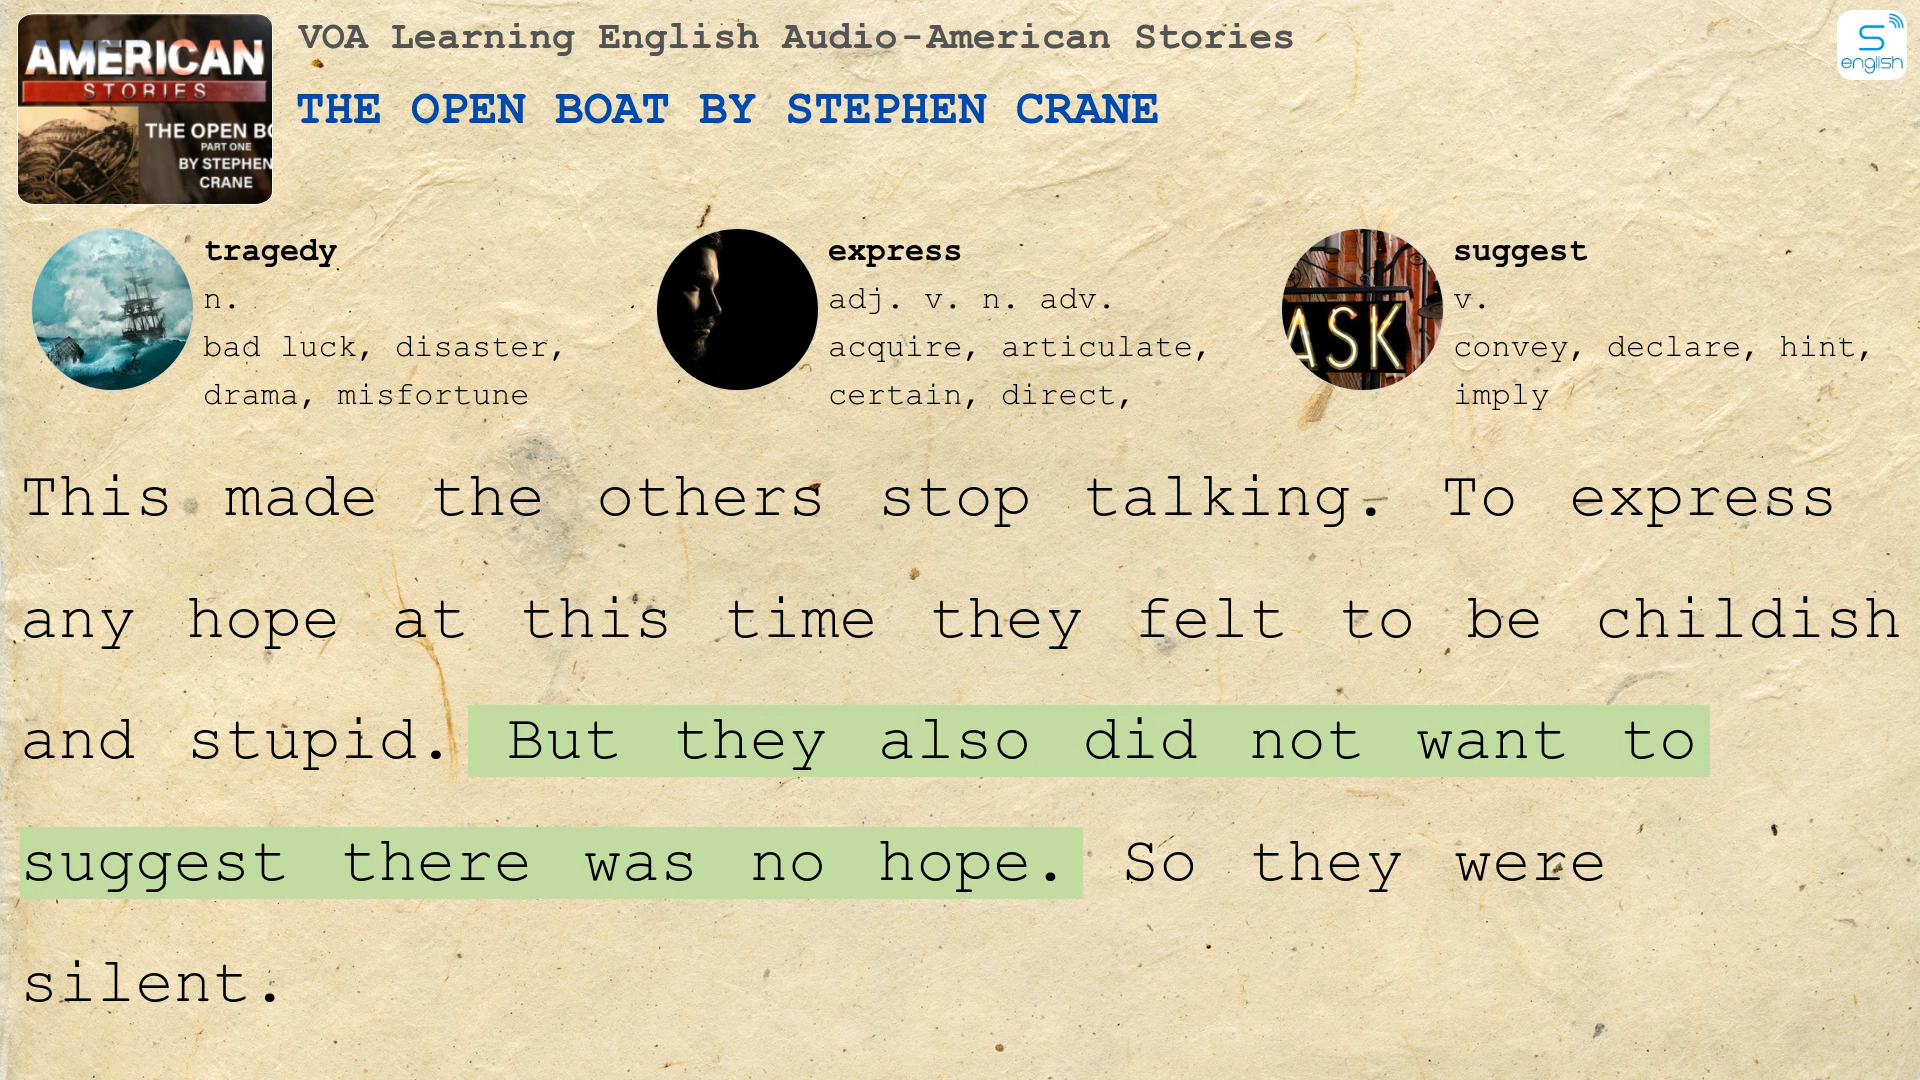 AMERICAN
STORIES
THE OPEN BO
PART ONE
BY STEPHEN
CRANE
VOA Learning English Audio-American Stories
THE OPEN BOAT BY STEPHEN CRANE
S
english
tragedy
n.
bad luck, disaster,
drama, misfortune
express
adj. v. n. adv.
acquire, articulate,
certain, direct,
ASK
suggest
v.
convey, declare, hint,
imply
This made the others stop talking. To express
any hope at this time they felt to be childish
and stupid. But they also did not want to
suggest there was no hope. So they were
silent.